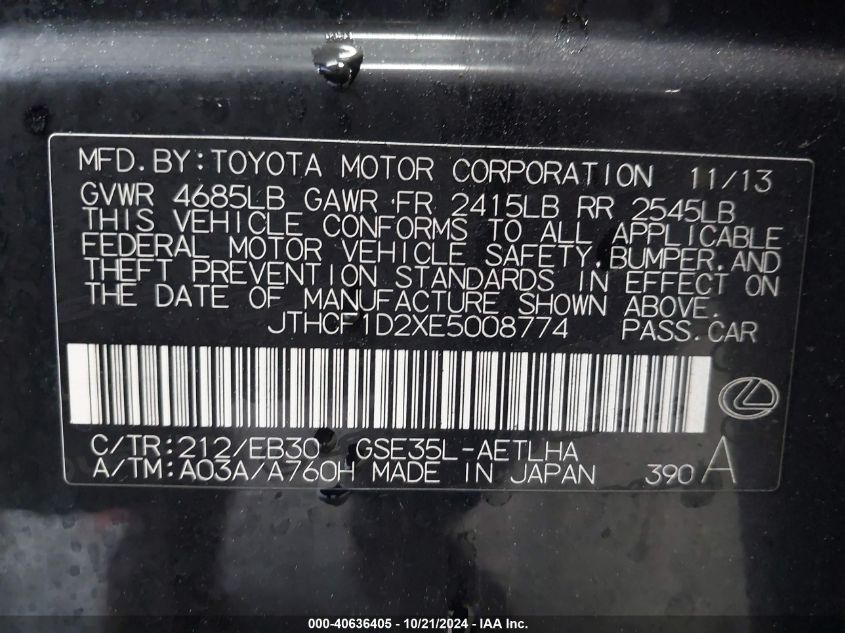 MFD.BY:TOYOTA MOTOR CORPORATION 11/13
GVWR 4685LB GAWR FR 2415LB RR 2545LB
THIS VEHICLE CONFORMS TO ALL APPLICABLE
FEDERAL MOTOR VEHICLE SAFETY,BUMPER,AND
THEFT PREVENTION STANDARDS IN EFFECT ON
THE DATE OF MANUFACTURE SHOWN ABOVE.
JTHCF1D2XE5008774 PASS.CAR
C/TR:212/EB30 GSE35L-AETLHA
A/TM:A03A/A760H MADE IN JAPAN 390 A
000-40636405 - 10/21/2024 - IAA Inc.